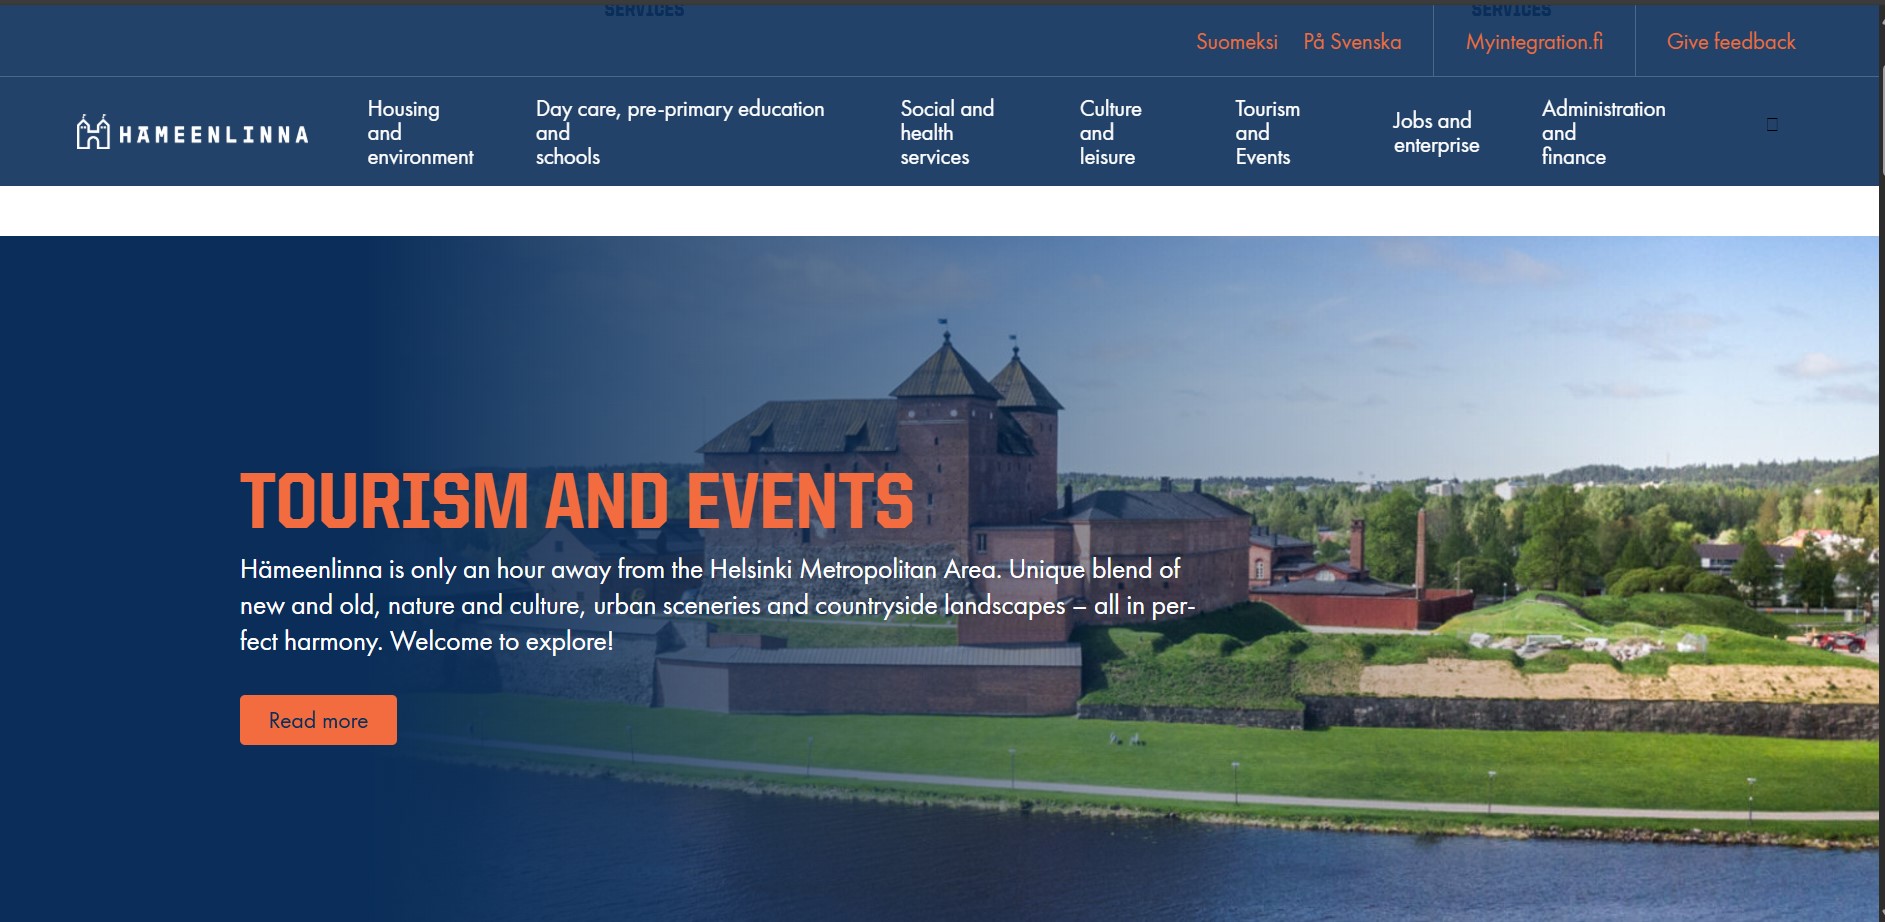 SERVICES SERVICES
Suomeksi På Svenska Myintegration.fi Give feedback
HÄMEENLINNA
Housing
and
environment
Day care, pre-primary education
and
schools
Social and
health
services
Culture
and
leisure
Tourism
and
Events
Jobs and
enterprise
Administration
and
finance
TOURISM AND EVENTS
Hämeenlinna is only an hour away from the Helsinki Metropolitan Area. Unique blend of
new and old, nature and culture, urban sceneries and countryside landscapes – all in per-
fect harmony. Welcome to explore!
Read more